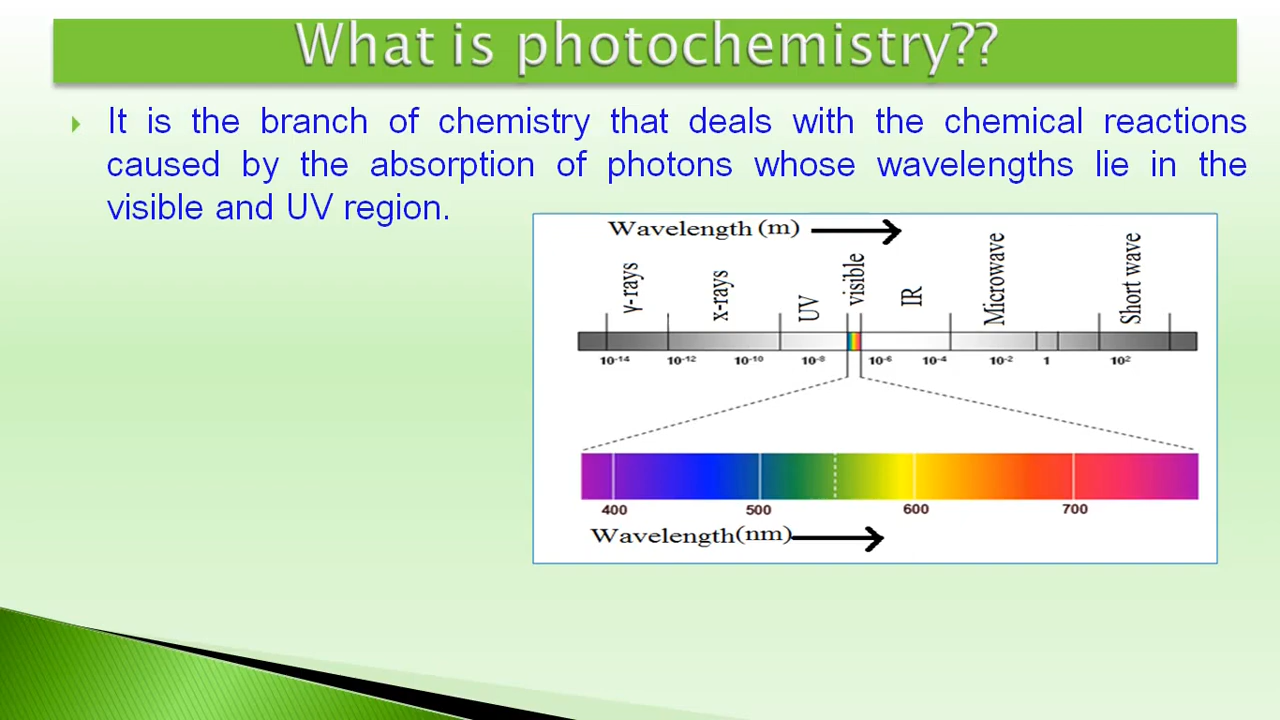 What is photochemistry??
It is the branch of chemistry that deals with the chemical reactions
caused by the absorption of photons whose wavelengths lie in the
visible and UV region.
Wavelength (m)
γ-rays x-rays UV visible IR Microwave Short wave
10⁻¹⁴ 10⁻¹² 10⁻¹⁰ 10⁻⁸ 10⁻⁶ 10⁻⁴ 10⁻² 1 10²
400 500 600 700
Wavelength(nm)